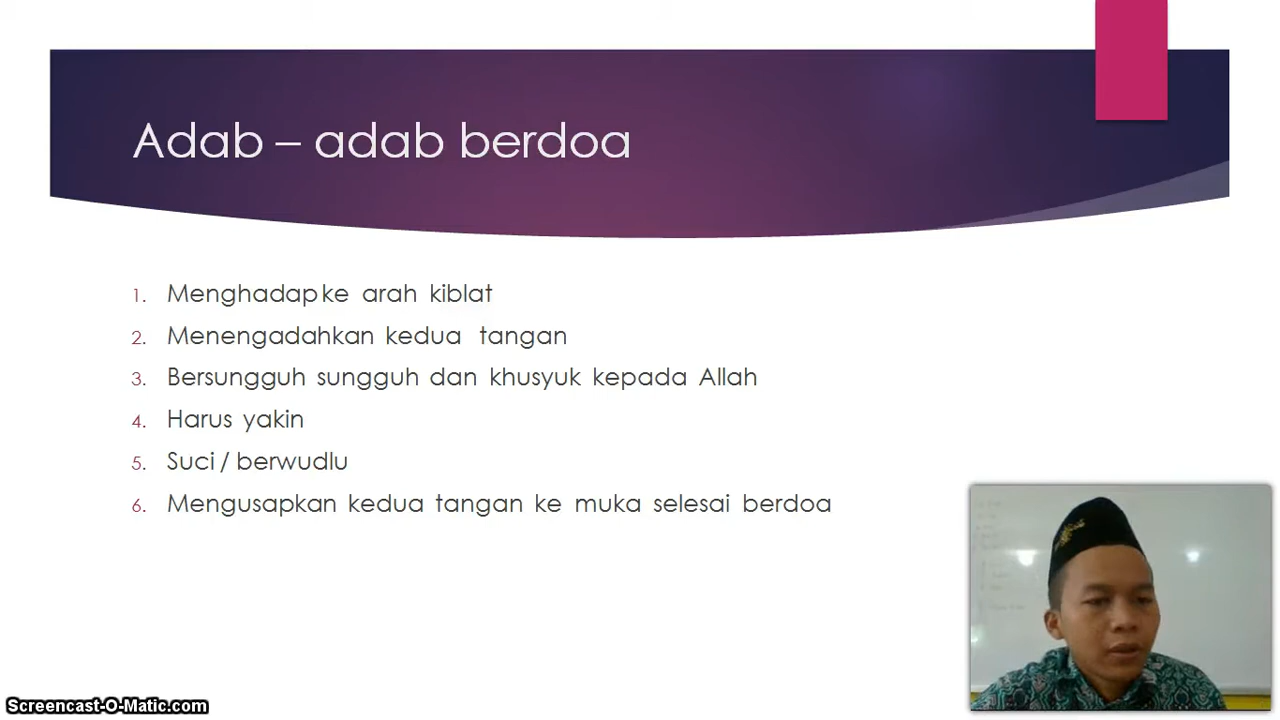 Adab – adab berdoa
1. Menghadap ke arah kiblat
2. Menengadahkan kedua tangan
3. Bersungguh sungguh dan khusyuk kepada Allah
4. Harus yakin
5. Suci / berwudlu
6. Mengusapkan kedua tangan ke muka selesai berdoa
Screencast-O-Matic.com